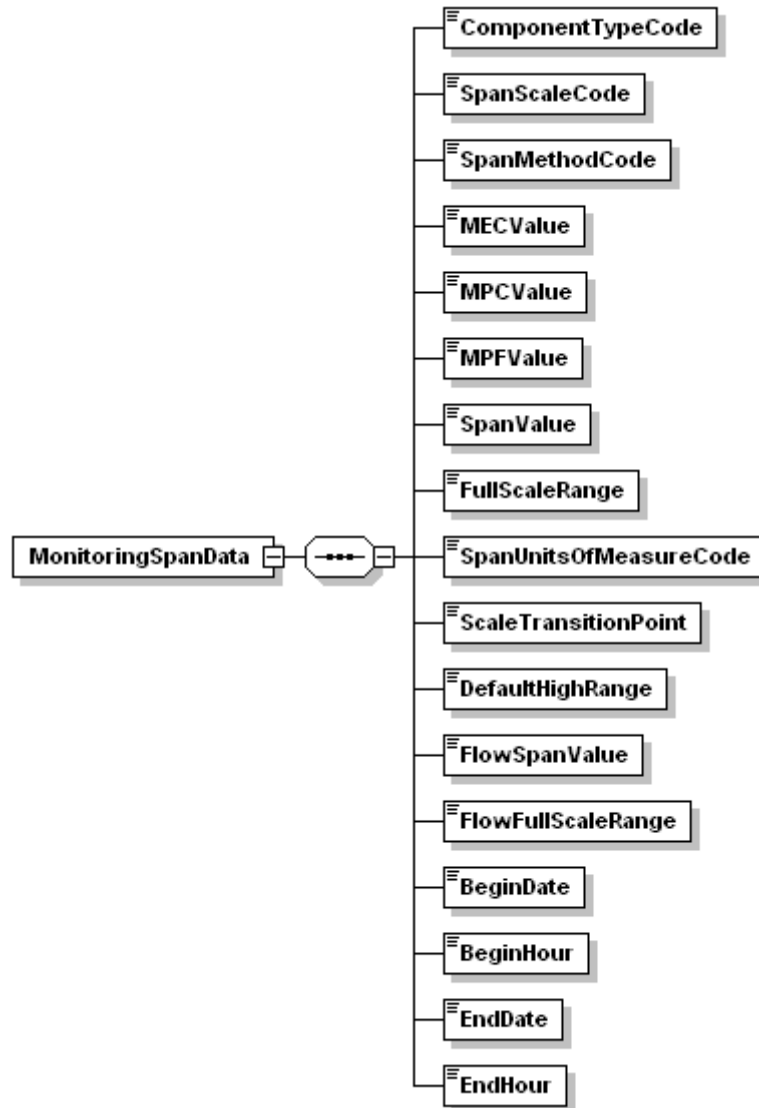 ComponentTypeCode
SpanScaleCode
SpanMethodCode
MECValue
MPCValue
MPFValue
SpanValue
FullScaleRange
MonitoringSpanData
SpanUnitsOfMeasureCode
ScaleTransitionPoint
DefaultHighRange
FlowSpanValue
FlowFullScaleRange
BeginDate
BeginHour
EndDate
EndHour